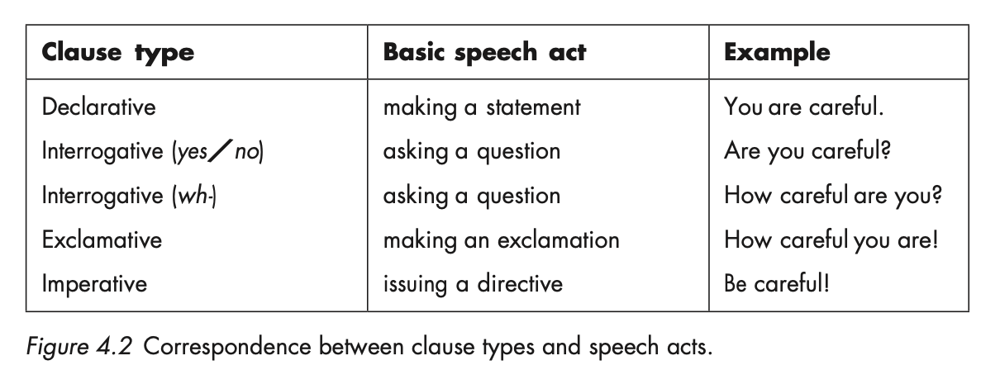 Clause type Basic speech act Example
Declarative making a statement You are careful.
Interrogative (yes/no) asking a question Are you careful?
Interrogative (wh-) asking a question How careful are you?
Exclamative making an exclamation How careful you are!
Imperative issuing a directive Be careful!
Figure 4.2 Correspondence between clause types and speech acts.